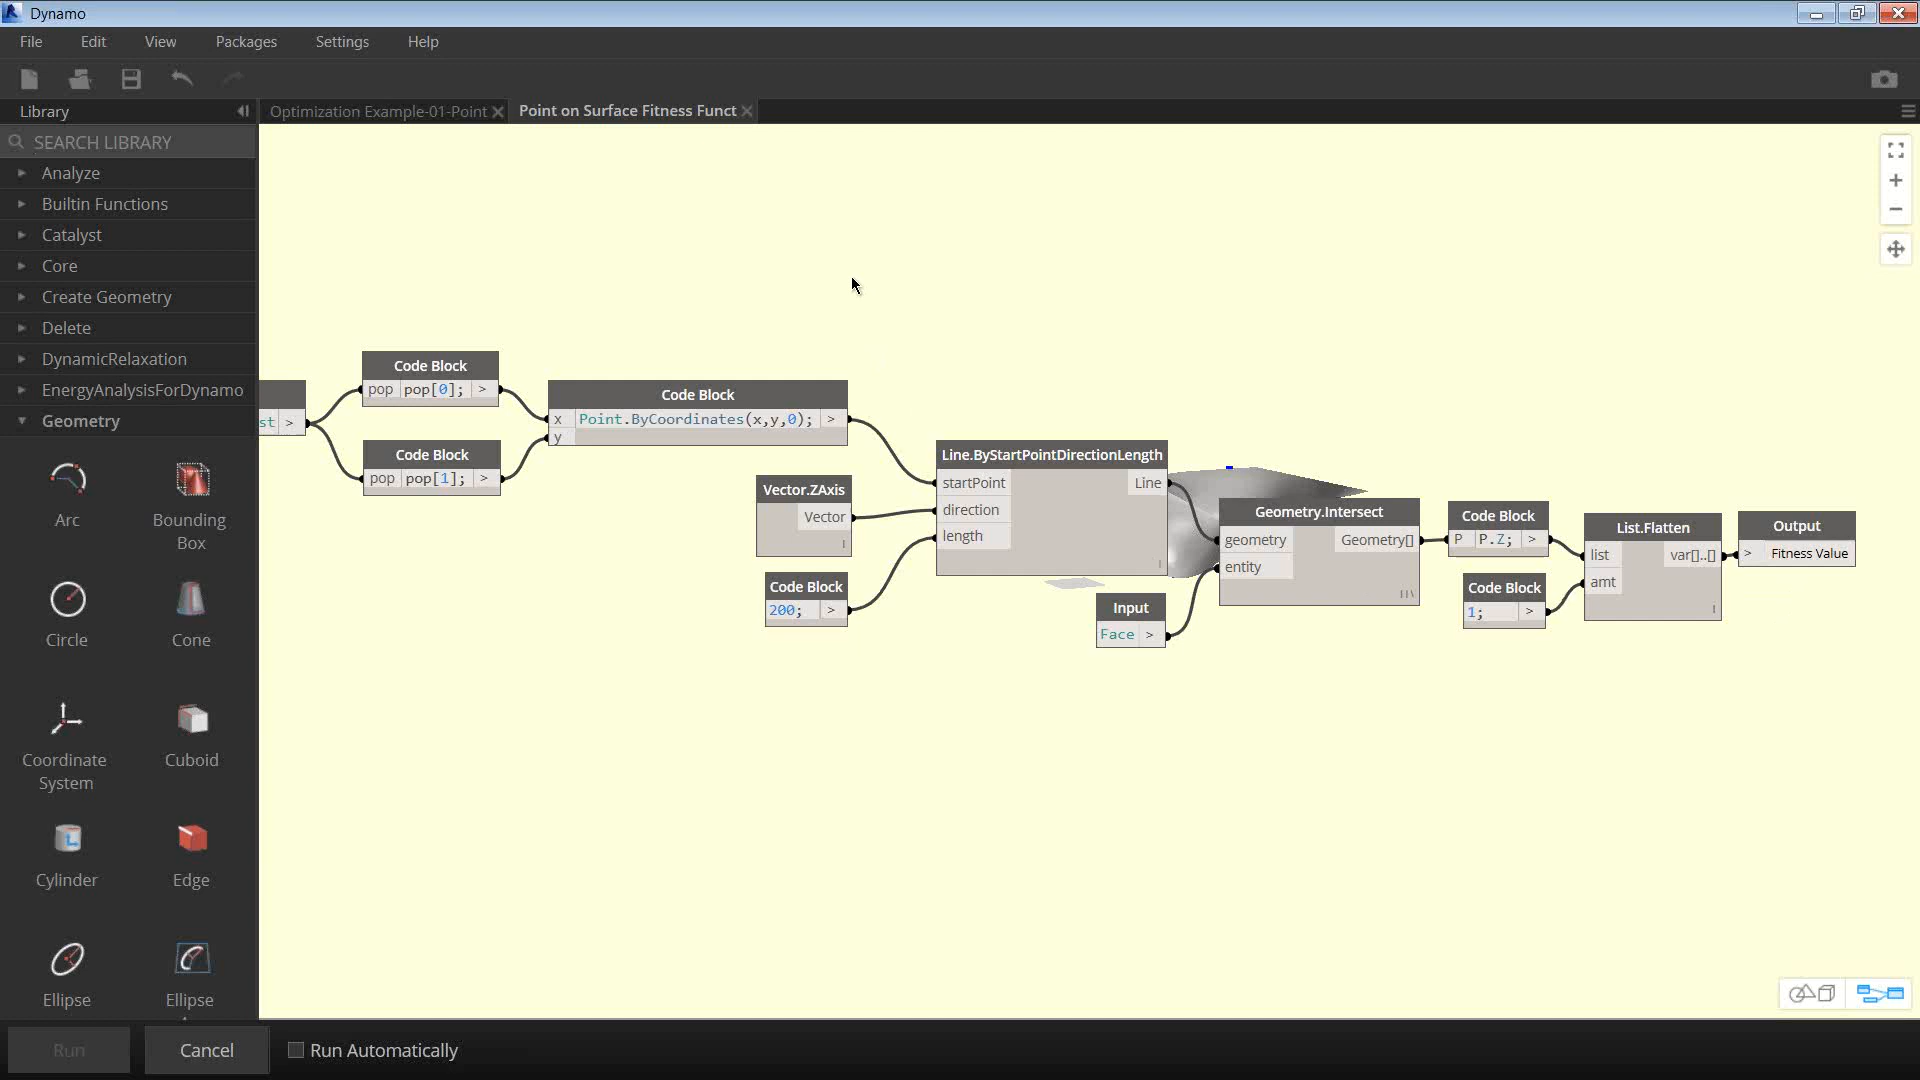 Dynamo
File Edit View Packages Settings Help
Library
Optimization Example-01-Point
Point on Surface Fitness Funct
SEARCH LIBRARY
Analyze
Builtin Functions
Catalyst
Core
Create Geometry
Delete
DynamicRelaxation
EnergyAnalysisForDynamo
Geometry
Arc
Bounding
Box
Circle
Cone
Coordinate
System
Cuboid
Cylinder
Edge
Ellipse
Ellipse
st >
Code Block
pop pop[0]; >
Code Block
pop pop[1]; >
Code Block
x Point.ByCoordinates(x,y,0); >
y
Vector.ZAxis
Vector
Code Block
200; >
Line.ByStartPointDirectionLength
startPoint Line
direction
length
Input
Face >
Geometry.Intersect
geometry Geometry[]
entity
Code Block
P P.Z; >
Code Block
1; >
List.Flatten
list var[]..[]
amt
Output
> Fitness Value
Run
Cancel
Run Automatically